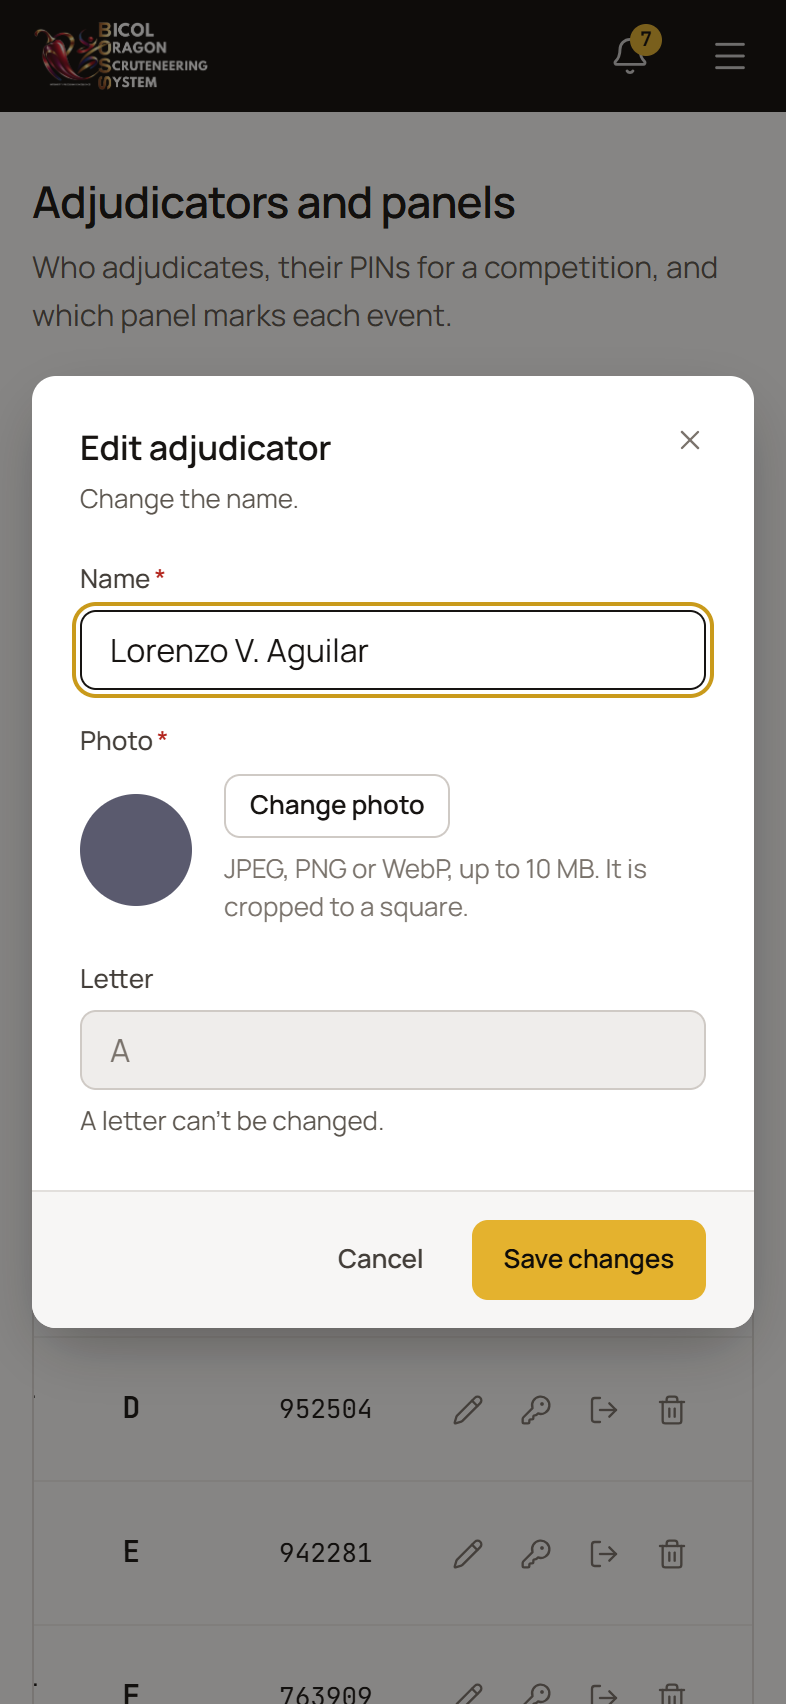 BICOL
DRAGON
SCRUTENEERING
SYSTEM
7
Adjudicators and panels
Who adjudicates, their PINs for a competition, and
which panel marks each event.
Edit adjudicator
Change the name.
Name *
Lorenzo V. Aguilar
Photo *
Change photo
JPEG, PNG or WebP, up to 10 MB. It is
cropped to a square.
Letter
A
A letter can't be changed.
Cancel
Save changes
D 952504
E 942281
F 763909